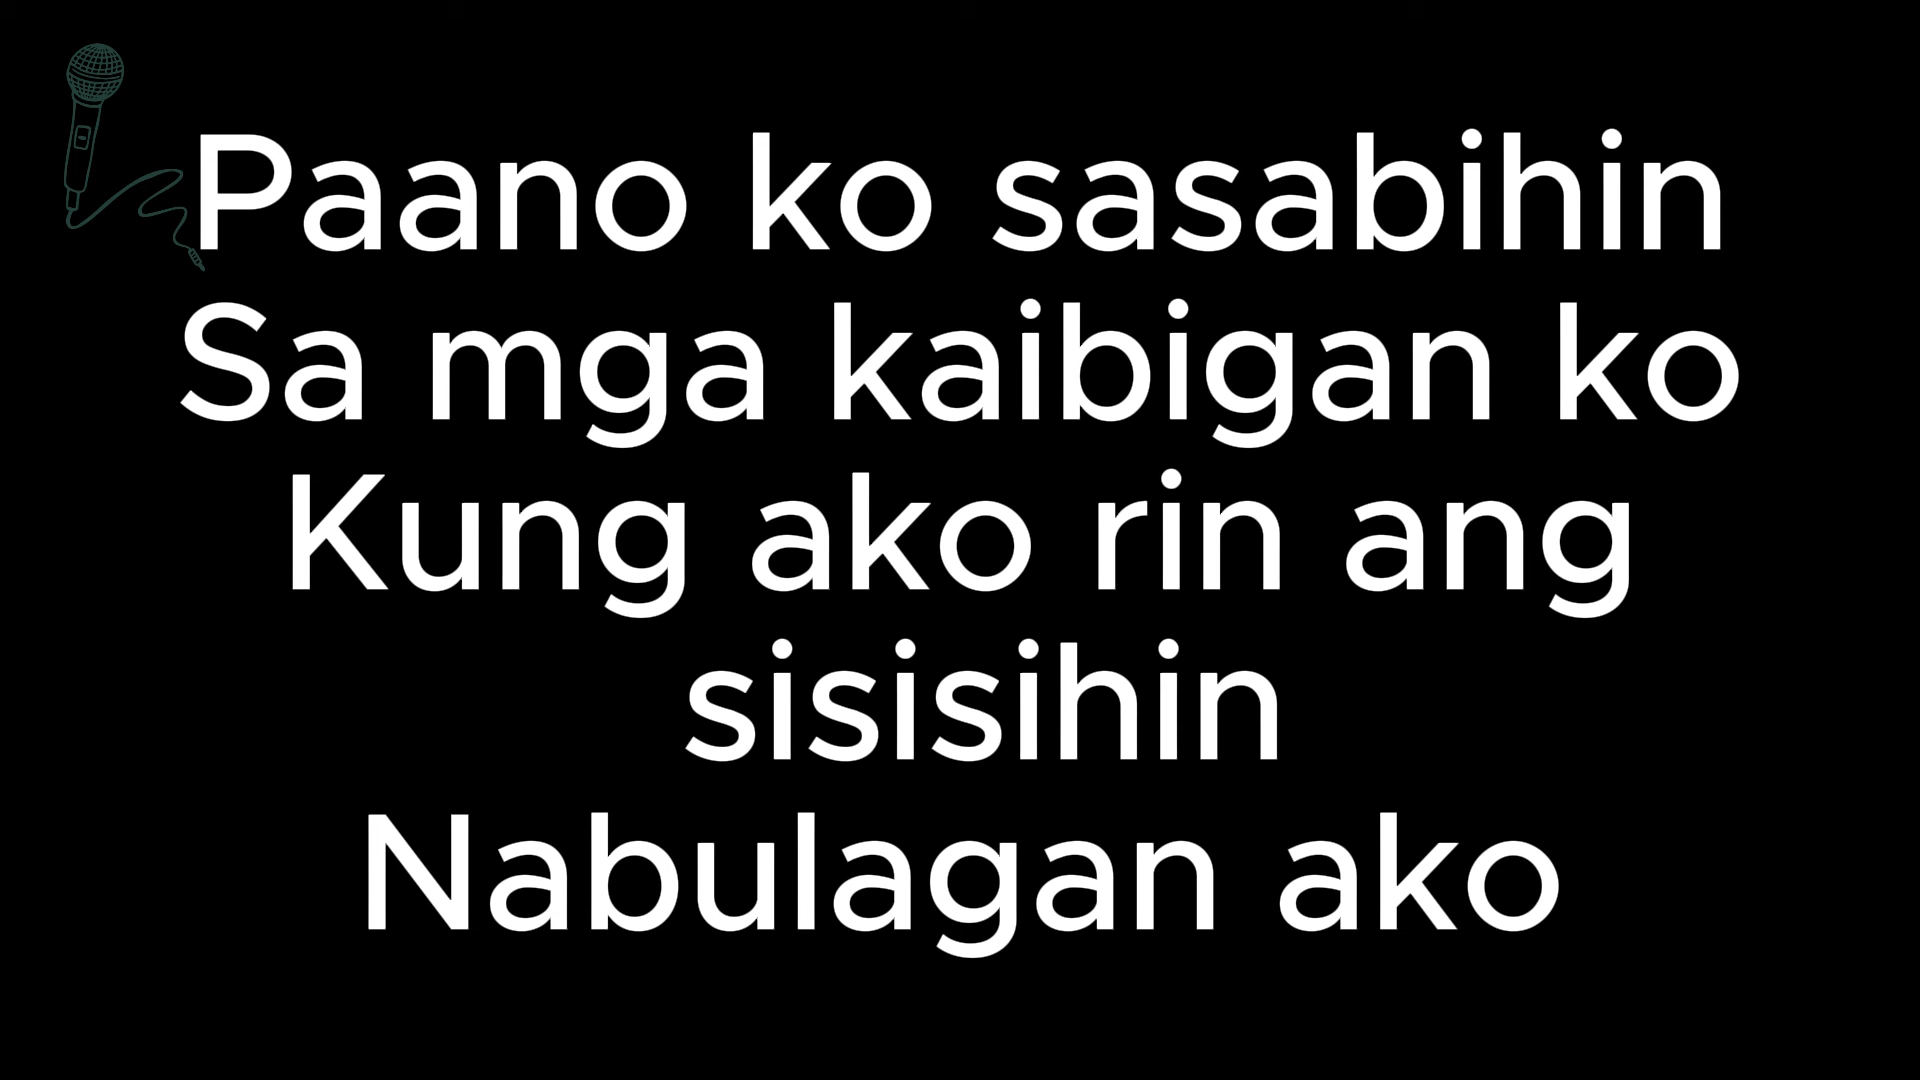 Paano ko sasabihin
Sa mga kaibigan ko
Kung ako rin ang
sisisihin
Nabulagan ako